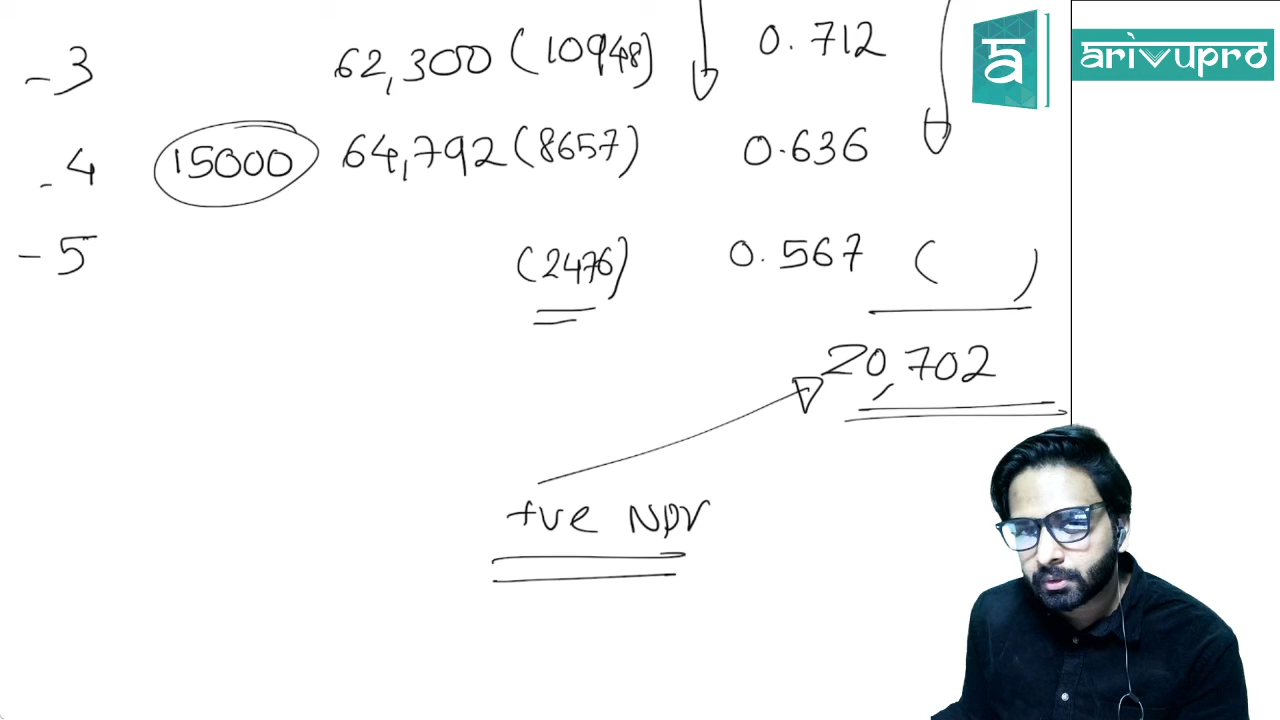 -3 62,300 (10948) 0.712
-4 15000 64,792 (8657) 0.636
-5 (2476) 0.567 ( )
20,702
+ve NPV
a
arivupro